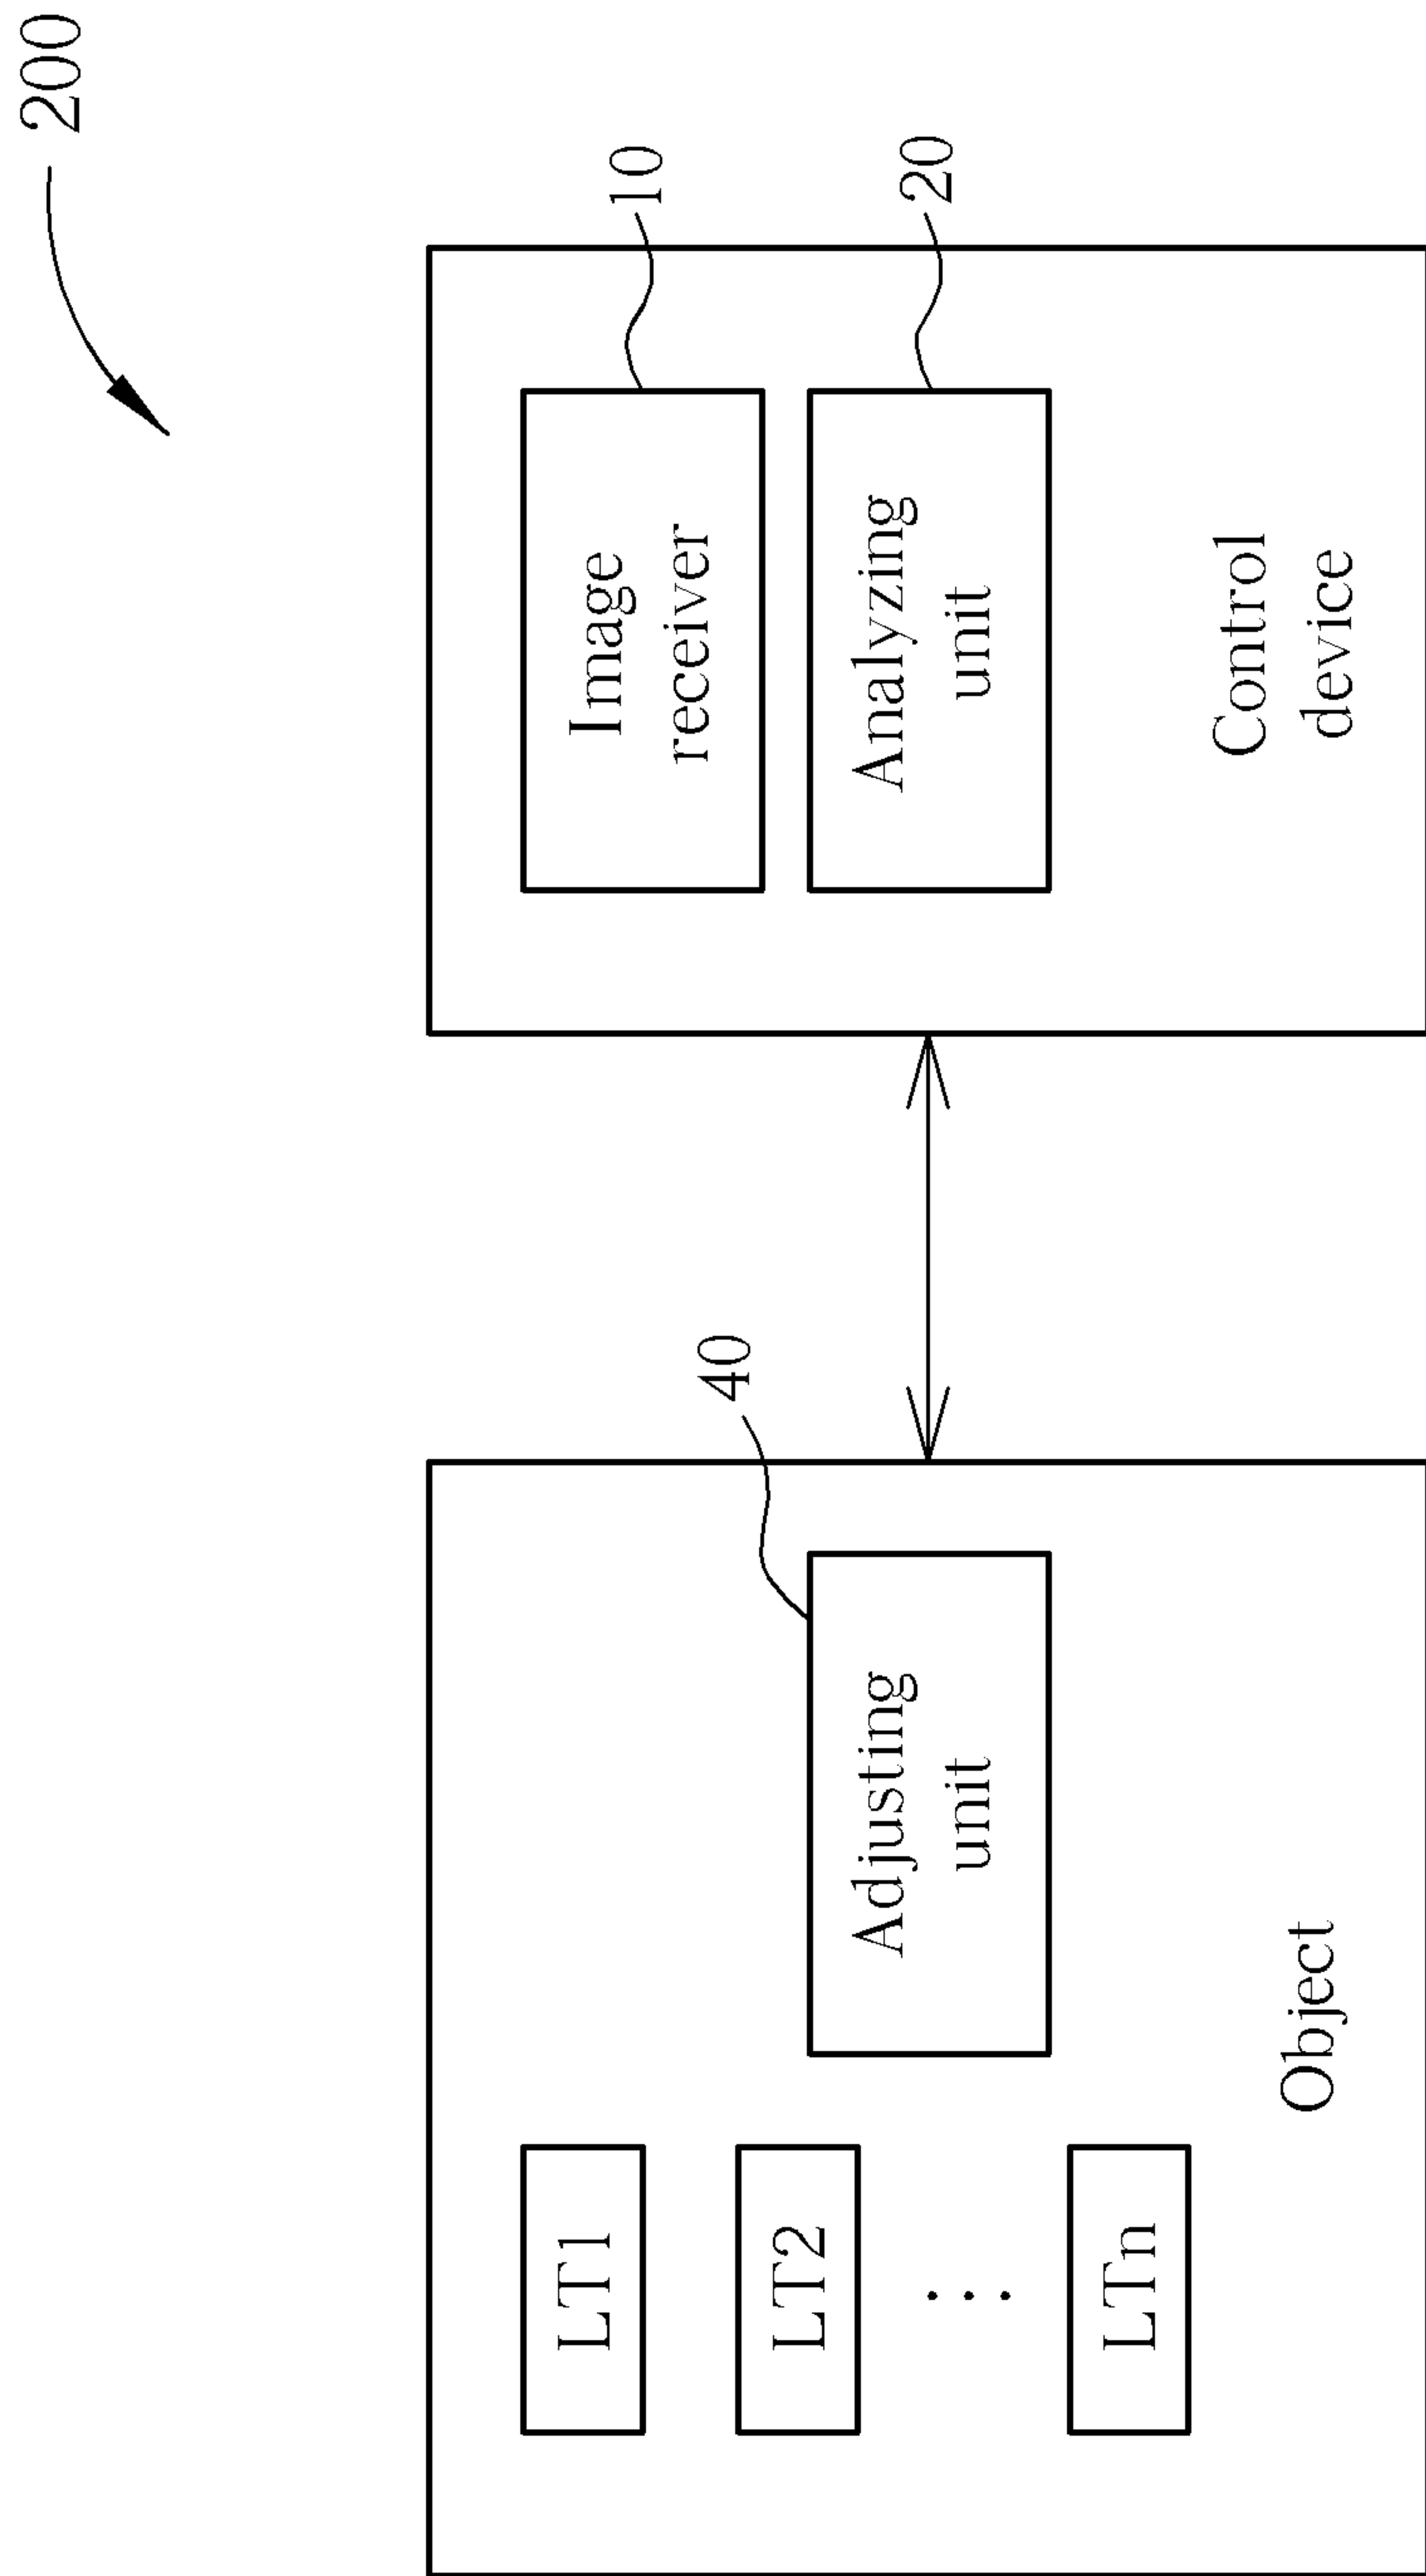 200
LT1
LT2
LTn
40
Adjusting
unit
Object
10
Image
receiver
20
Analyzing
unit
Control
device